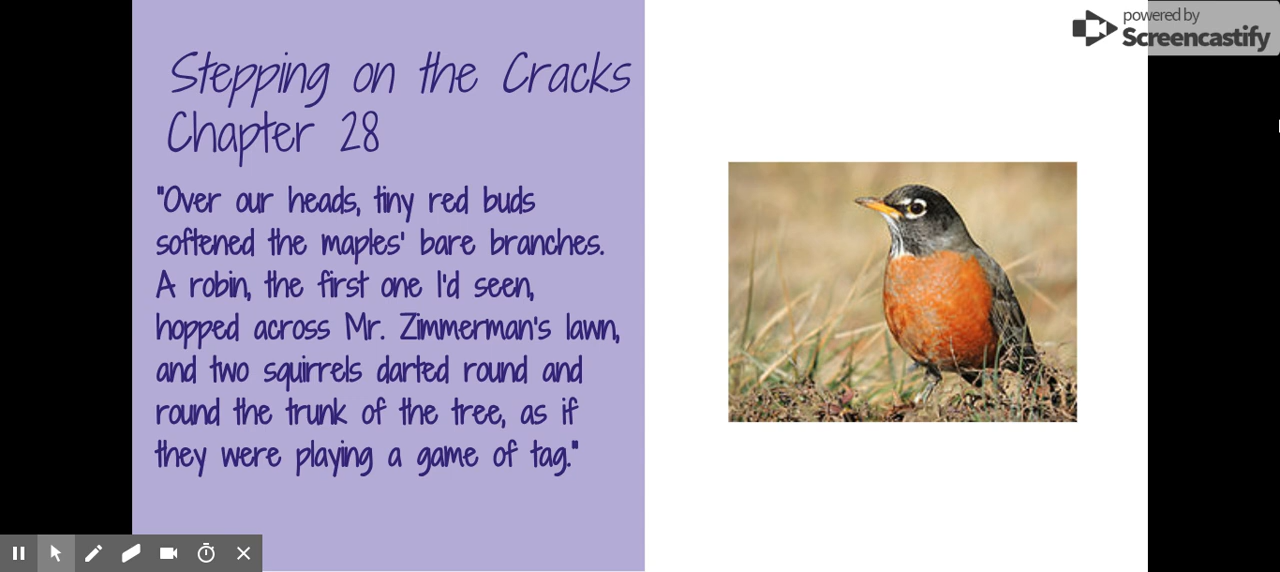 powered by
Screencastify
Stepping on the Cracks
Chapter 28
"Over our heads, tiny red buds
softened the maples' bare branches.
A robin, the first one I'd seen,
hopped across Mr. Zimmerman's lawn,
and two squirrels darted round and
round the trunk of the tree, as if
they were playing a game of tag."